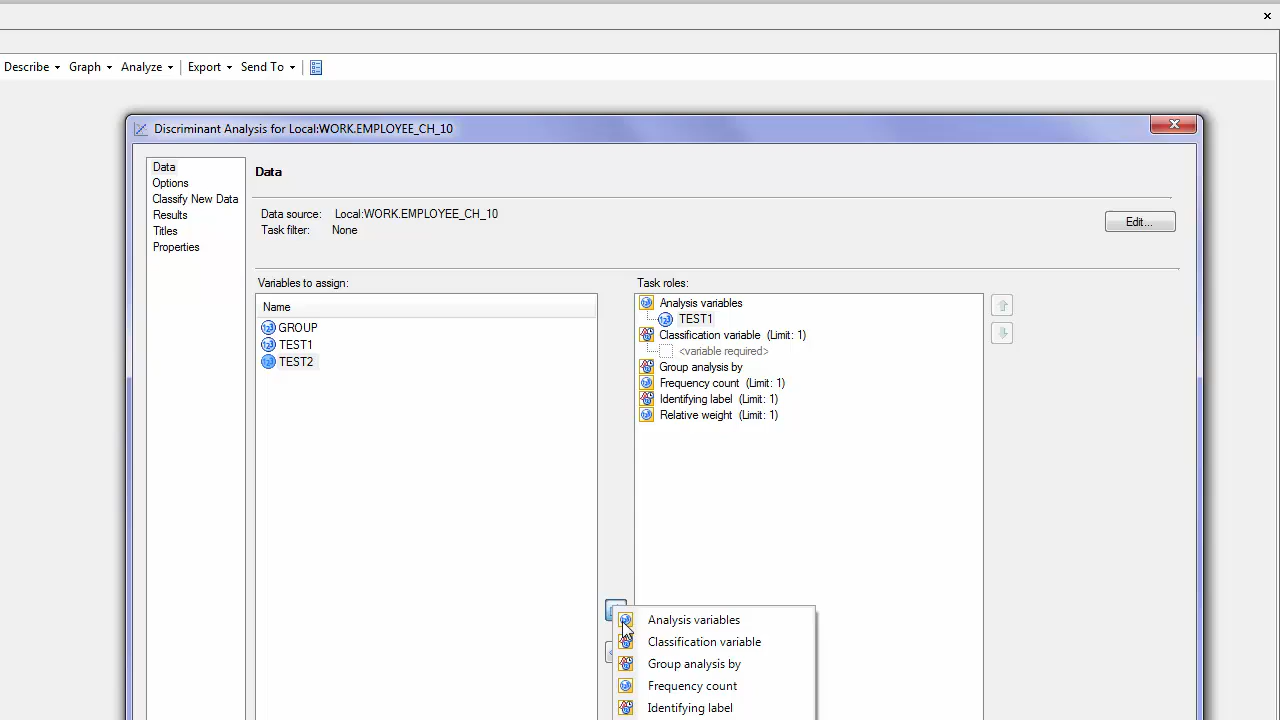 Describe Graph Analyze Export Send To
Discriminant Analysis for Local:WORK.EMPLOYEE_CH_10
Data
Options
Classify New Data
Results
Titles
Properties
Data
Data source: Local:WORK.EMPLOYEE_CH_10
Task filter: None
Edit...
Variables to assign:
Name
GROUP
TEST1
TEST2
Task roles:
Analysis variables
TEST1
Classification variable (Limit: 1)
<variable required>
Group analysis by
Frequency count (Limit: 1)
Identifying label (Limit: 1)
Relative weight (Limit: 1)
Analysis variables
Classification variable
Group analysis by
Frequency count
Identifying label